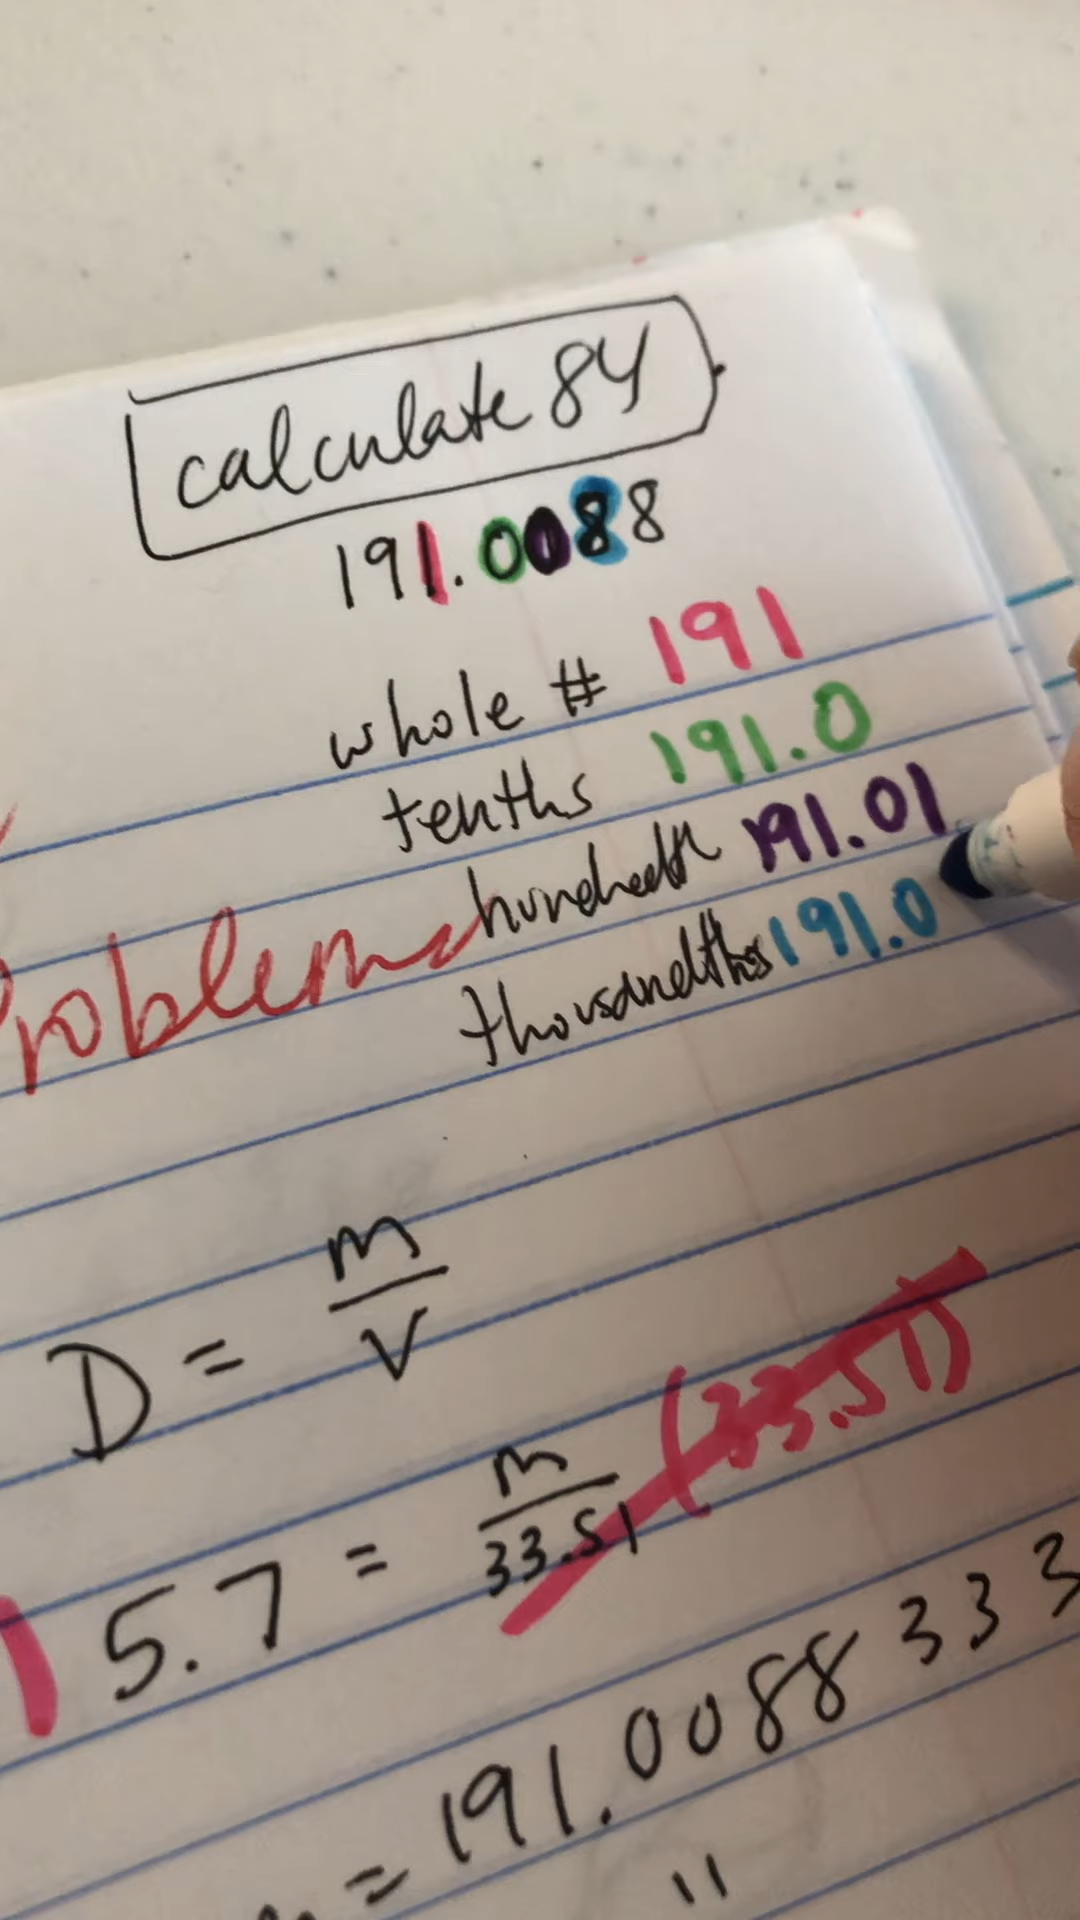 calculate 84
191.0088
whole # 191
tenths 191.0
hundredth 191.01
thousandths 191.0
roblem
D = m/V
5.7 = m/33.51 (33.51)
= 191.0088333